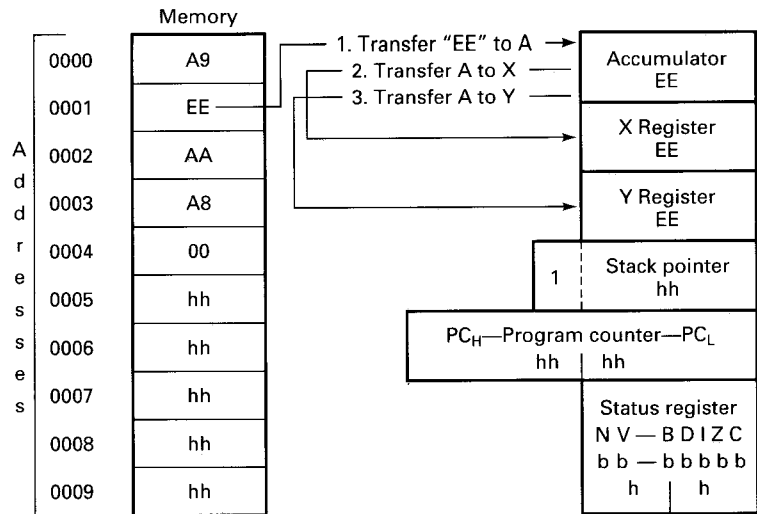 Memory
Addresses
0000 A9
0001 EE
0002 AA
0003 A8
0004 00
0005 hh
0006 hh
0007 hh
0008 hh
0009 hh
1. Transfer “EE” to A
2. Transfer A to X
3. Transfer A to Y
Accumulator
EE
X Register
EE
Y Register
EE
1
Stack pointer
hh
PCH—Program counter—PCL
hh hh
Status register
N V — B D I Z C
b b — b b b b b
h h